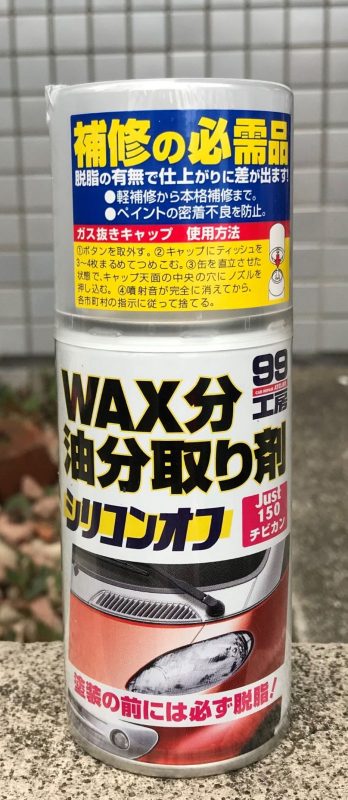 補修の必需品
脱脂の有無で仕上がりに差が出ます!
●軽補修から本格補修まで。
●ペイントの密着不良を防止。
ガス抜きキャップ 使用方法
①ボタンを取外す。②キャップにティッシュを
3〜4枚まるめてつめこむ。③缶を直立させた
状態で、キャップ天面の中央の穴にノズルを
押し込む。④噴射音が完全に消えてから、
各市町村の指示に従って捨てる。
99
工房
WAX分
油分取り剤
シリコンオフ
Just
150
チビカン
塗装の前には必ず脱脂!